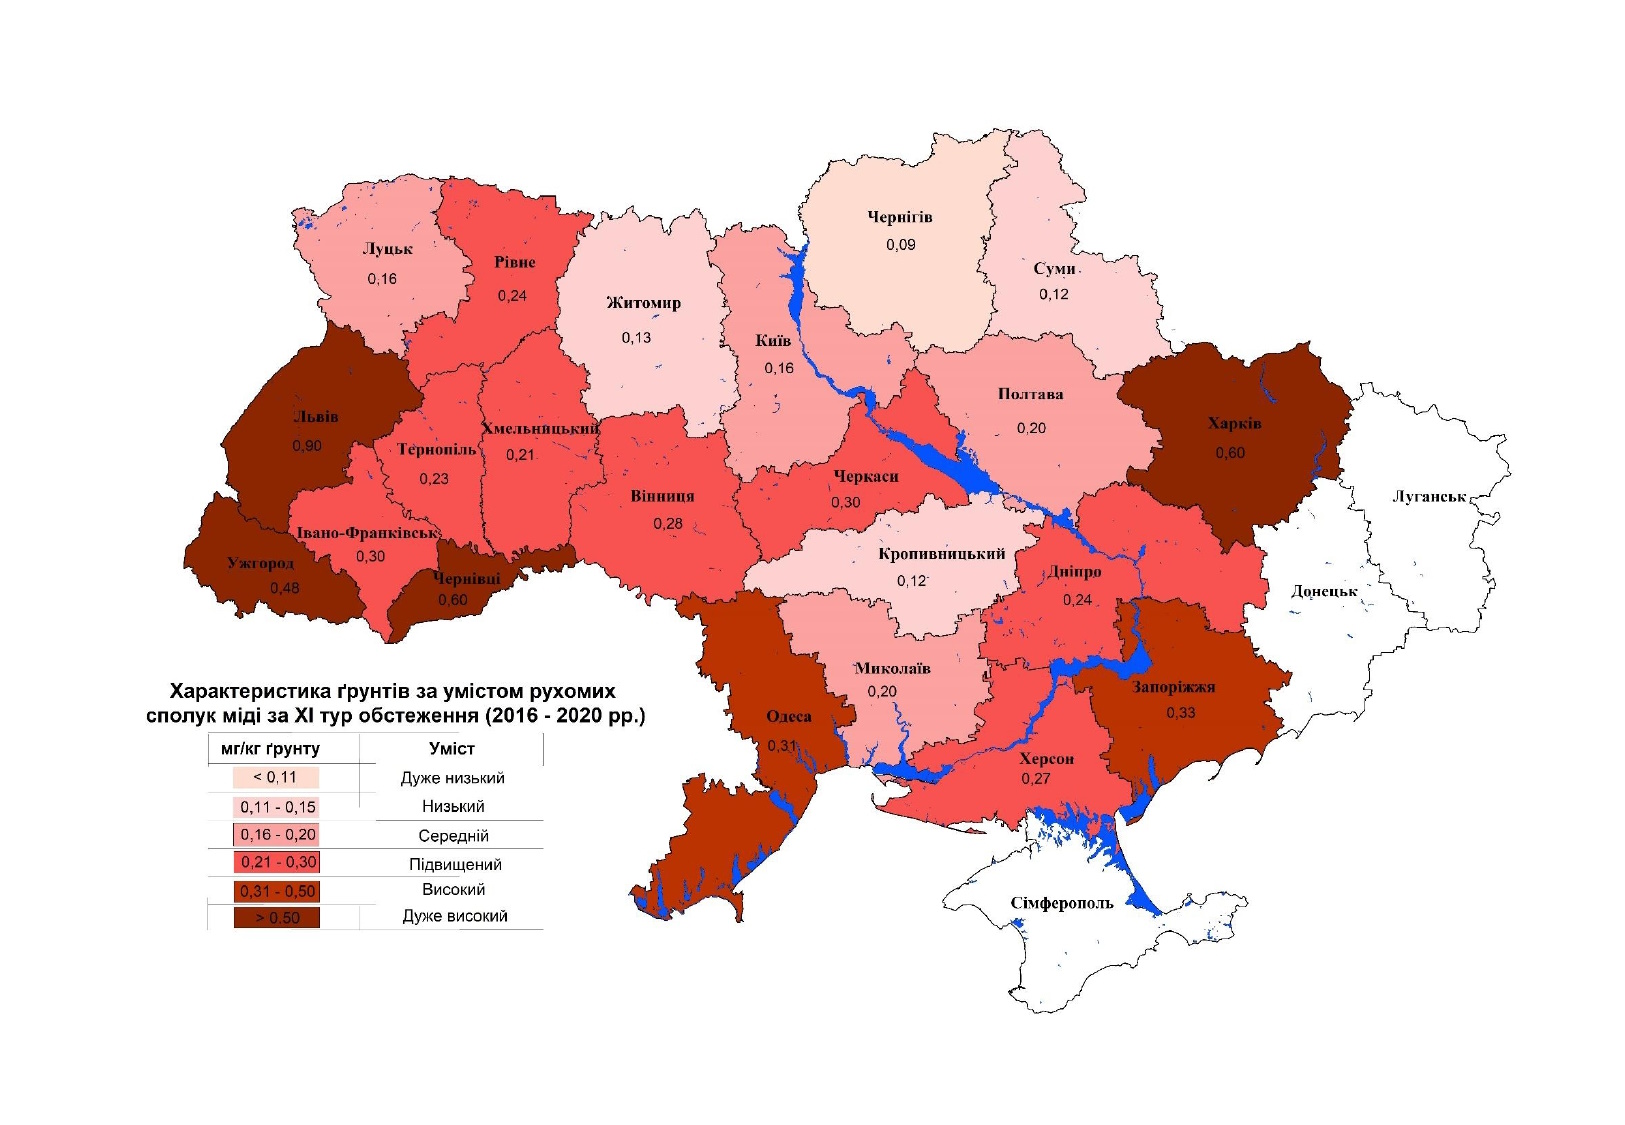 Чернігів
0,09
Луцьк
0,16
Рівне
0,24
Суми
0,12
Житомир
0,13
Київ
0,16
Полтава
0,20
Львів
0,90
Харків
0,60
Хмельницький
0,21
Тернопіль
0,23
Черкаси
0,30
Вінниця
0,28
Луганськ
Івано-Франківськ
0,30
Кропивницький
0,12
Ужгород
0,48
Чернівці
0,60
Дніпро
0,24
Донецьк
Миколаїв
0,20
Запоріжжя
0,33
Одеса
0,31
Херсон
0,27
Сімферополь
Характеристика ґрунтів за умістом рухомих
сполук міді за XI тур обстеження (2016 - 2020 рр.)
мг/кг ґрунту Уміст
< 0,11 Дуже низький
0,11 - 0,15 Низький
0,16 - 0,20 Середній
0,21 - 0,30 Підвищений
0,31 - 0,50 Високий
> 0.50 Дуже високий